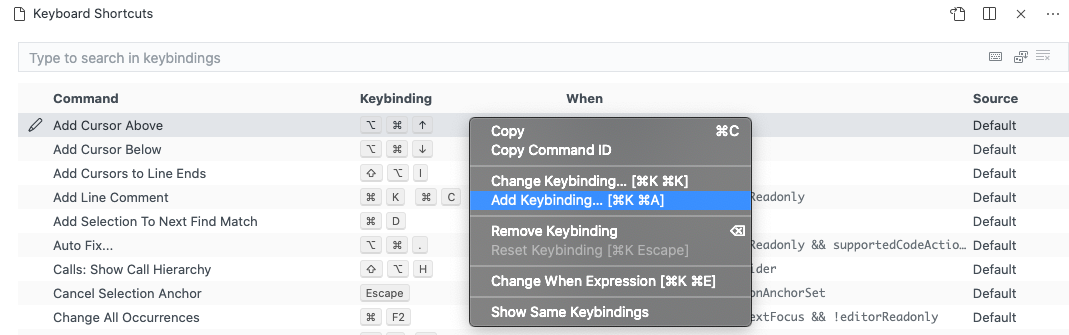 Keyboard Shortcuts
Type to search in keybindings
Command Keybinding When Source
Add Cursor Above ⌥ ⌘ ↑ Default
Add Cursor Below ⌥ ⌘ ↓ Default
Add Cursors to Line Ends ⇧ ⌥ I Default
Add Line Comment ⌘ K ⌘ C Readonly Default
Add Selection To Next Find Match ⌘ D Default
Auto Fix... ⌥ ⌘ . Readonly && supportedCodeActio... Default
Calls: Show Call Hierarchy ⇧ ⌥ H ider Default
Cancel Selection Anchor Escape onAnchorSet Default
Change All Occurrences ⌘ F2 extFocus && !editorReadonly Default
Copy ⌘C
Copy Command ID
Change Keybinding... [⌘K ⌘K]
Add Keybinding... [⌘K ⌘A]
Remove Keybinding ⌫
Reset Keybinding [⌘K Escape]
Change When Expression [⌘K ⌘E]
Show Same Keybindings